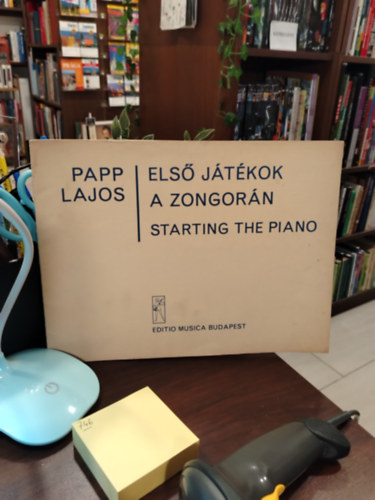 PAPP
LAJOS
ELSŐ JÁTÉKOK
A ZONGORÁN
STARTING THE PIANO
EDITIO MUSICA BUDAPEST